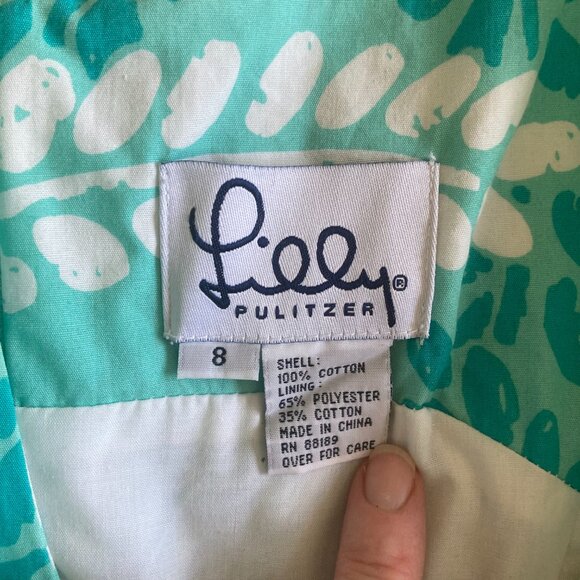 Lilly®
PULITZER
8
SHELL:
100% COTTON
LINING:
65% POLYESTER
35% COTTON
MADE IN CHINA
RN 88189
OVER FOR CARE